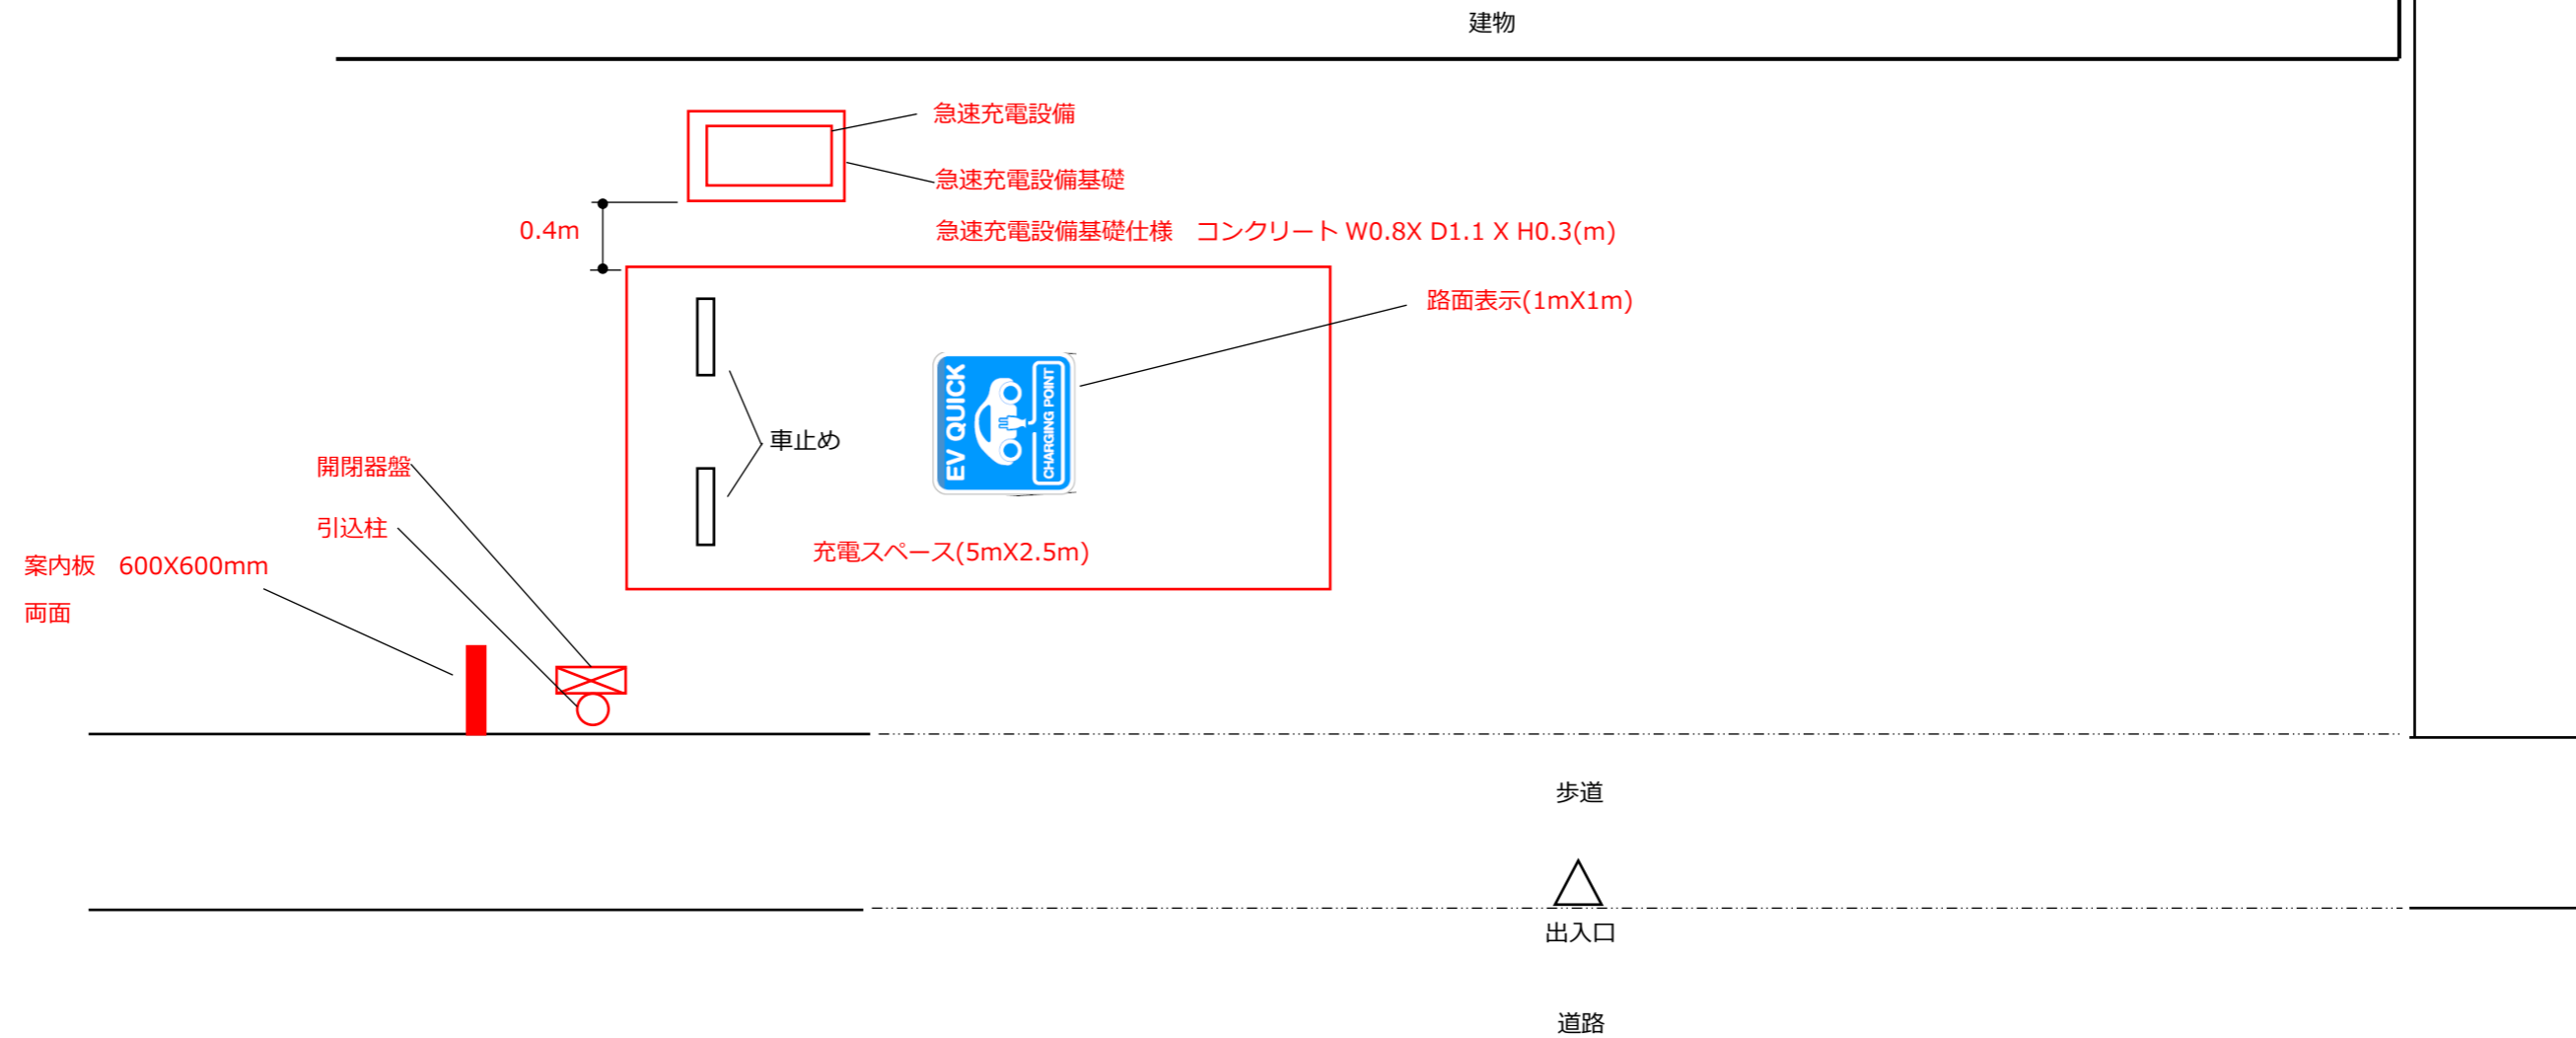 建物
急速充電設備
急速充電設備基礎
0.4m
急速充電設備基礎仕様　コンクリート W0.8X D1.1 X H0.3(m)
路面表示(1mX1m)
EV QUICK
CHARGING POINT
車止め
開閉器盤
引込柱
充電スペース(5mX2.5m)
案内板　600X600mm
両面
歩道
出入口
道路